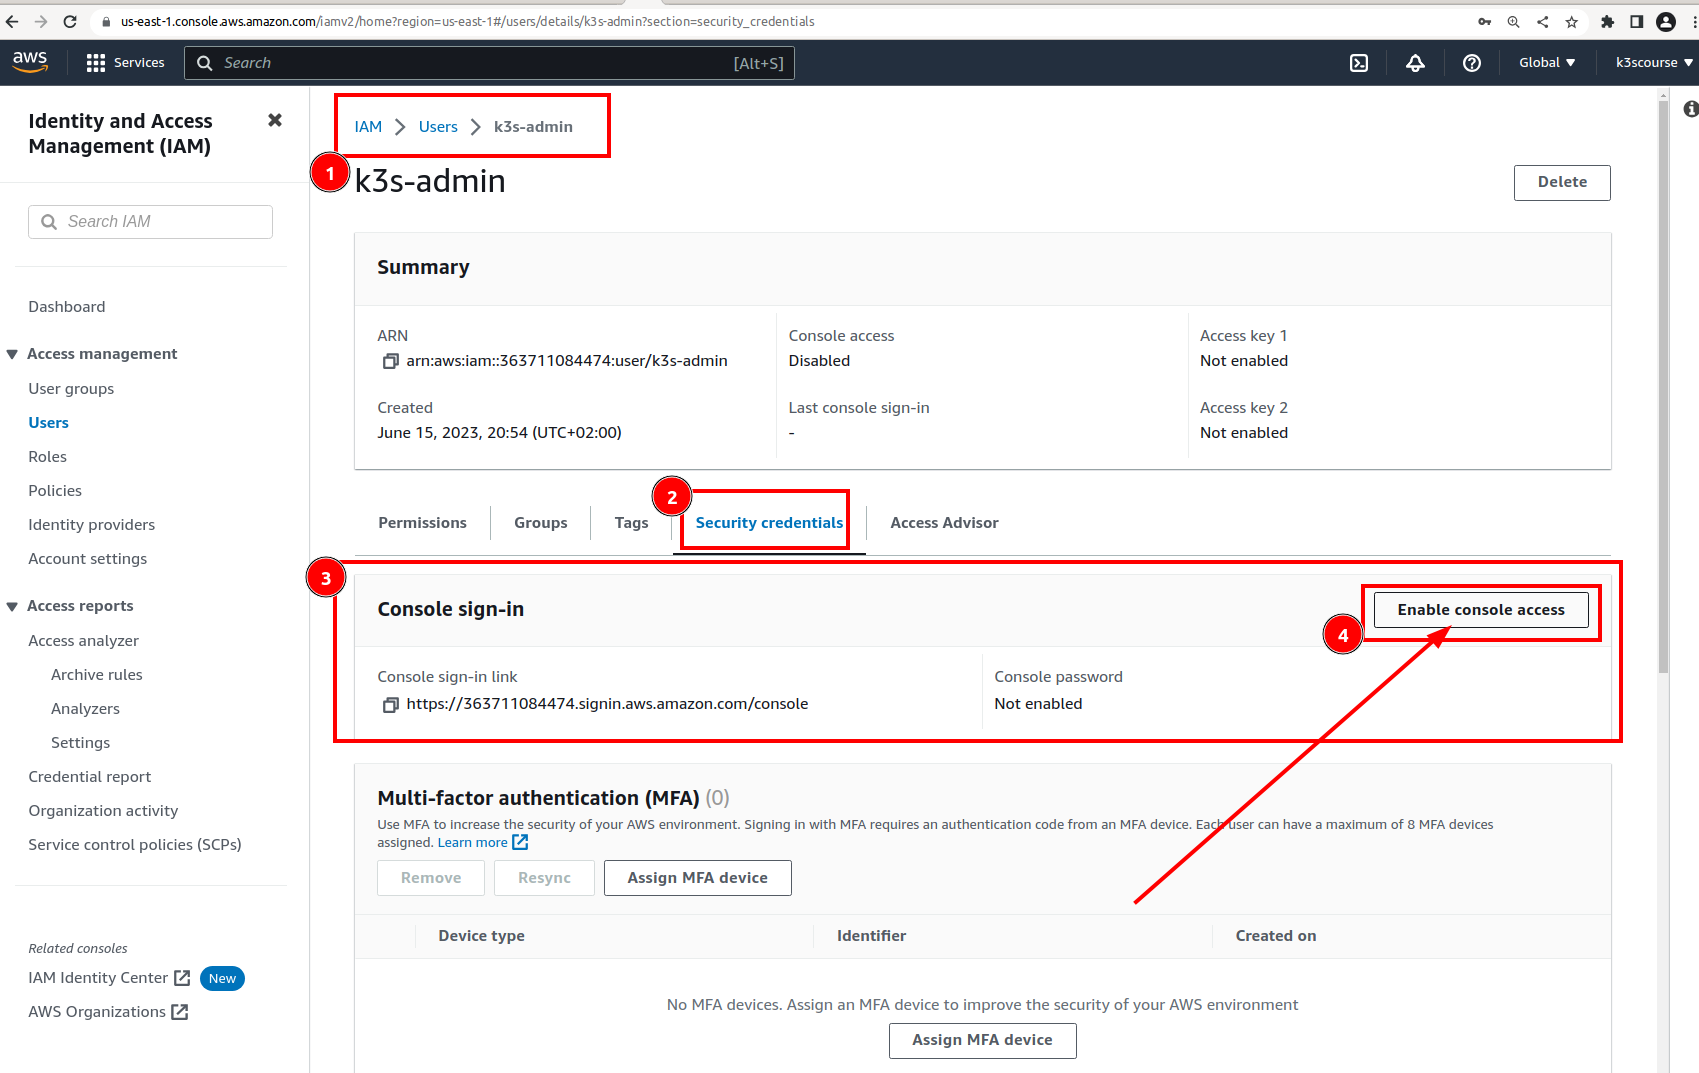 us-east-1.console.aws.amazon.com/iamv2/home?region=us-east-1#/users/details/k3s-admin?section=security_credentials
aws
Services
Search
[Alt+S]
Global
k3scourse
Identity and Access
Management (IAM)
Search IAM
Dashboard
Access management
User groups
Users
Roles
Policies
Identity providers
Account settings
Access reports
Access analyzer
Archive rules
Analyzers
Settings
Credential report
Organization activity
Service control policies (SCPs)
Related consoles
IAM Identity Center New
AWS Organizations
IAM > Users > k3s-admin
1
k3s-admin
Delete
Summary
ARN
arn:aws:iam::363711084474:user/k3s-admin
Console access
Disabled
Access key 1
Not enabled
Created
June 15, 2023, 20:54 (UTC+02:00)
Last console sign-in
-
Access key 2
Not enabled
2
Permissions
Groups
Tags
Security credentials
Access Advisor
3
Console sign-in
Enable console access
4
Console sign-in link
https://363711084474.signin.aws.amazon.com/console
Console password
Not enabled
Multi-factor authentication (MFA) (0)
Use MFA to increase the security of your AWS environment. Signing in with MFA requires an authentication code from an MFA device. Each user can have a maximum of 8 MFA devices
assigned. Learn more
Remove
Resync
Assign MFA device
Device type
Identifier
Created on
No MFA devices. Assign an MFA device to improve the security of your AWS environment
Assign MFA device